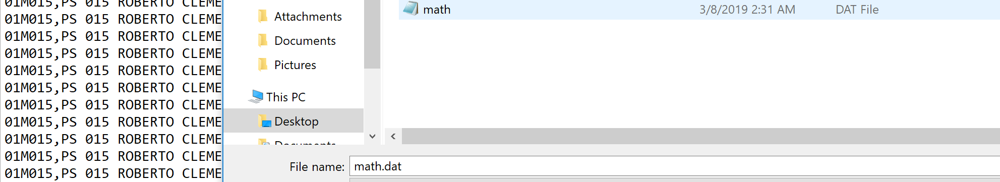 01M015,PS 015 ROBERTO CLEME
01M015,PS 015 ROBERTO CLEME
01M015,PS 015 ROBERTO CLEME
01M015,PS 015 ROBERTO CLEME
01M015,PS 015 ROBERTO CLEME
01M015,PS 015 ROBERTO CLEME
01M015,PS 015 ROBERTO CLEME
01M015,PS 015 ROBERTO CLEME
01M015,PS 015 ROBERTO CLEME
01M015,PS 015 ROBERTO CLEME
01M015,PS 015 ROBERTO CLEME
Attachments
Documents
Pictures
This PC
Desktop
Documents
math 3/8/2019 2:31 AM DAT File
File name: math.dat